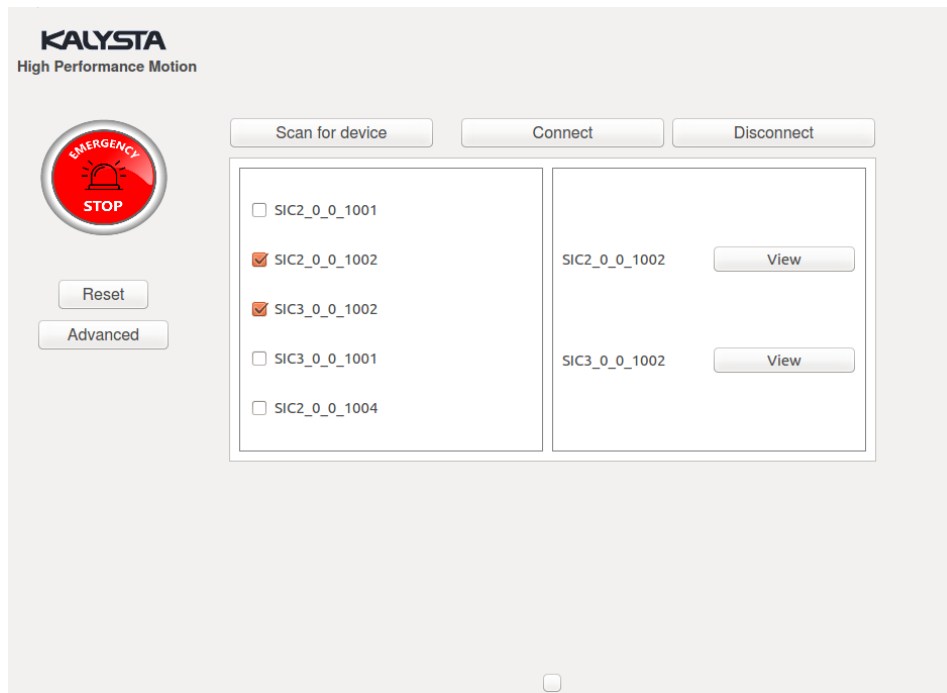 KALYSTA
High Performance Motion
EMERGENCY
STOP
Scan for device
Connect
Disconnect
SIC2_0_0_1001
SIC2_0_0_1002
SIC3_0_0_1002
SIC3_0_0_1001
SIC2_0_0_1004
SIC2_0_0_1002
View
SIC3_0_0_1002
View
Reset
Advanced